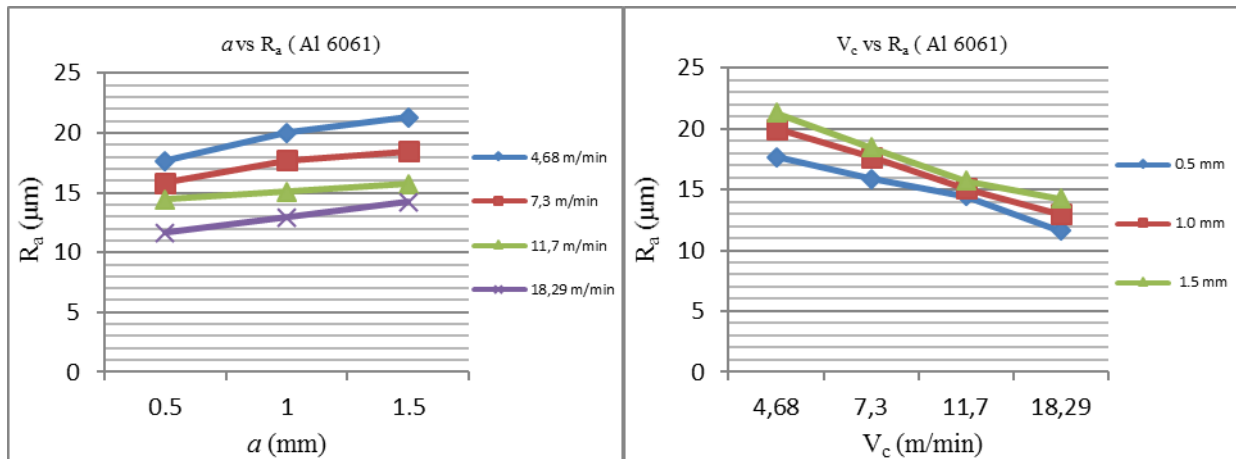 a vs Rₐ ( Al 6061)
25
20
15
10
5
0
Rₐ (µm)
0.5 1 1.5
a (mm)
4,68 m/min
7,3 m/min
11,7 m/min
18,29 m/min
V꜀ vs Rₐ ( Al 6061)
25
20
15
10
5
0
Rₐ (µm)
4,68 7,3 11,7 18,29
V꜀ (m/min)
0.5 mm
1.0 mm
1.5 mm